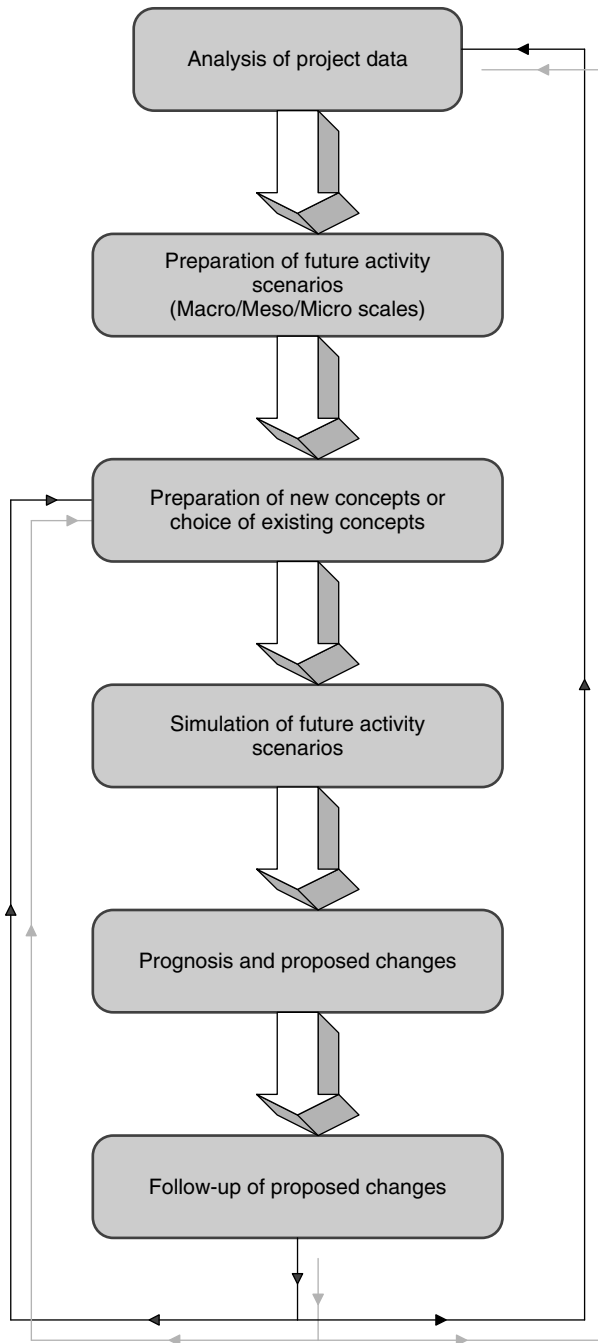 Analysis of project data
Preparation of future activity
scenarios
(Macro/Meso/Micro scales)
Preparation of new concepts or
choice of existing concepts
Simulation of future activity
scenarios
Prognosis and proposed changes
Follow-up of proposed changes